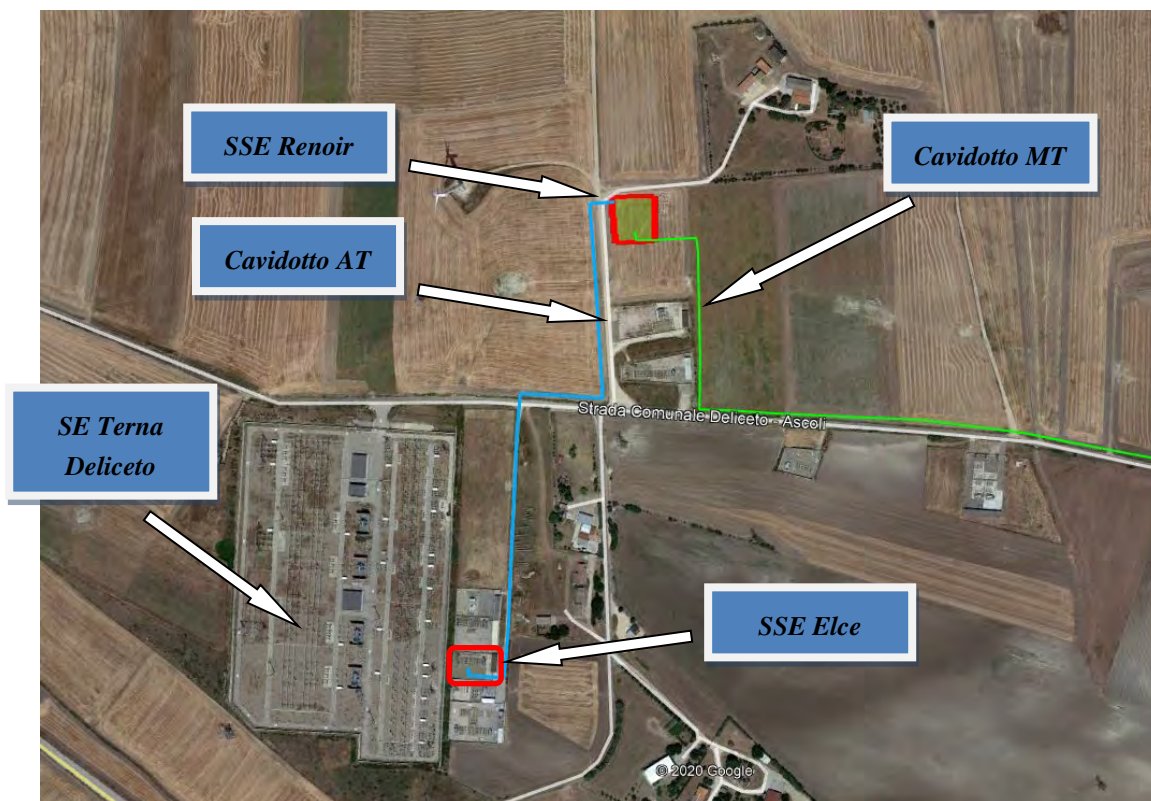 SSE Renoir
Cavidotto MT
Cavidotto AT
Strada Comunale Deliceto - Ascoli
SE Terna
Deliceto
SSE Elce
© 2020 Google